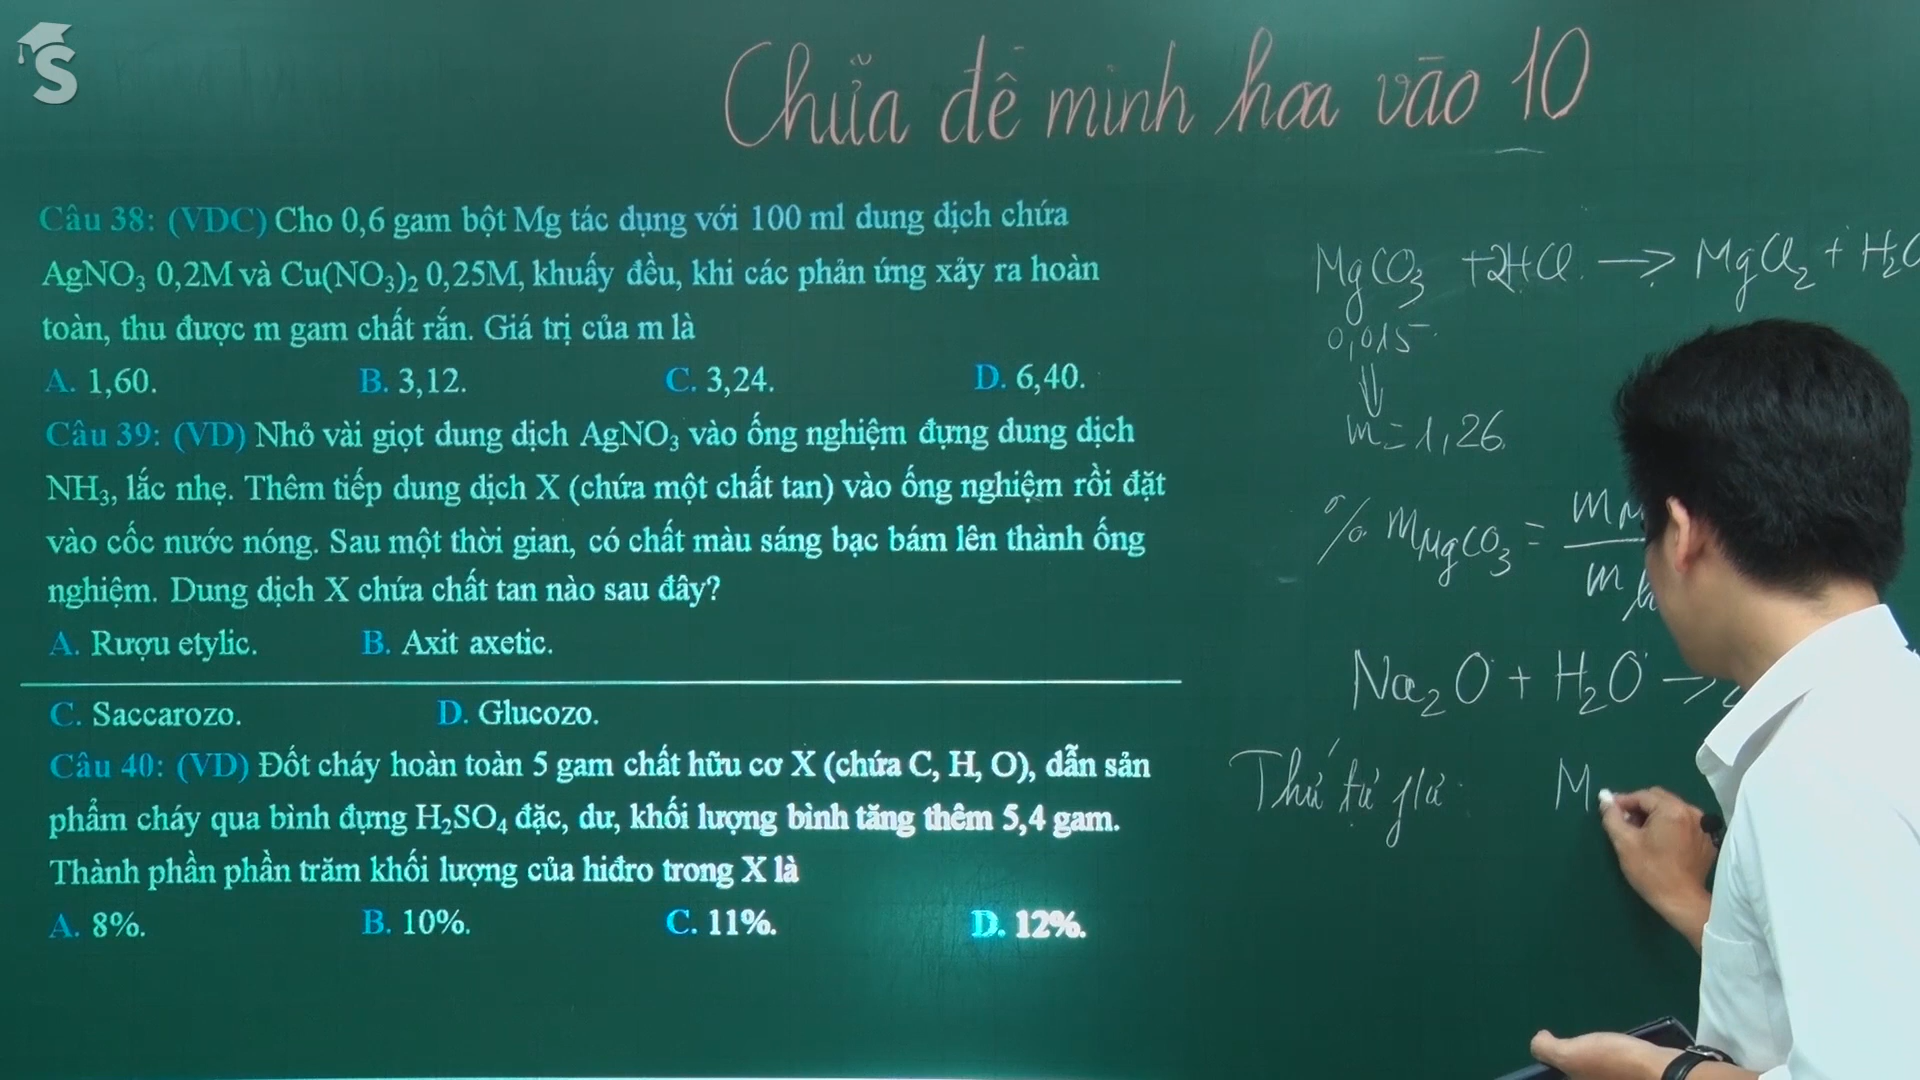 S
Chữa đề minh họa vào 10
Câu 38: (VDC) Cho 0,6 gam bột Mg tác dụng với 100 ml dung dịch chứa
AgNO₃ 0,2M và Cu(NO₃)₂ 0,25M, khuấy đều, khi các phản ứng xảy ra hoàn
toàn, thu được m gam chất rắn. Giá trị của m là
A. 1,60. B. 3,12. C. 3,24. D. 6,40.
Câu 39: (VD) Nhỏ vài giọt dung dịch AgNO₃ vào ống nghiệm đựng dung dịch
NH₃, lắc nhẹ. Thêm tiếp dung dịch X (chứa một chất tan) vào ống nghiệm rồi đặt
vào cốc nước nóng. Sau một thời gian, có chất màu sáng bạc bám lên thành ống
nghiệm. Dung dịch X chứa chất tan nào sau đây?
A. Rượu etylic. B. Axit axetic.
C. Saccarozo. D. Glucozo.
Câu 40: (VD) Đốt cháy hoàn toàn 5 gam chất hữu cơ X (chứa C, H, O), dẫn sản
phẩm cháy qua bình đựng H₂SO₄ đặc, dư, khối lượng bình tăng thêm 5,4 gam.
Thành phần phần trăm khối lượng của hiđro trong X là
A. 8%. B. 10%. C. 11%. D. 12%.
MgCO₃ + 2HCl → MgCl₂ + H₂O
0,015
⇓
m = 1,26
% mMgCO₃ =
Na₂O + H₂O →
Thứ tự pư: M